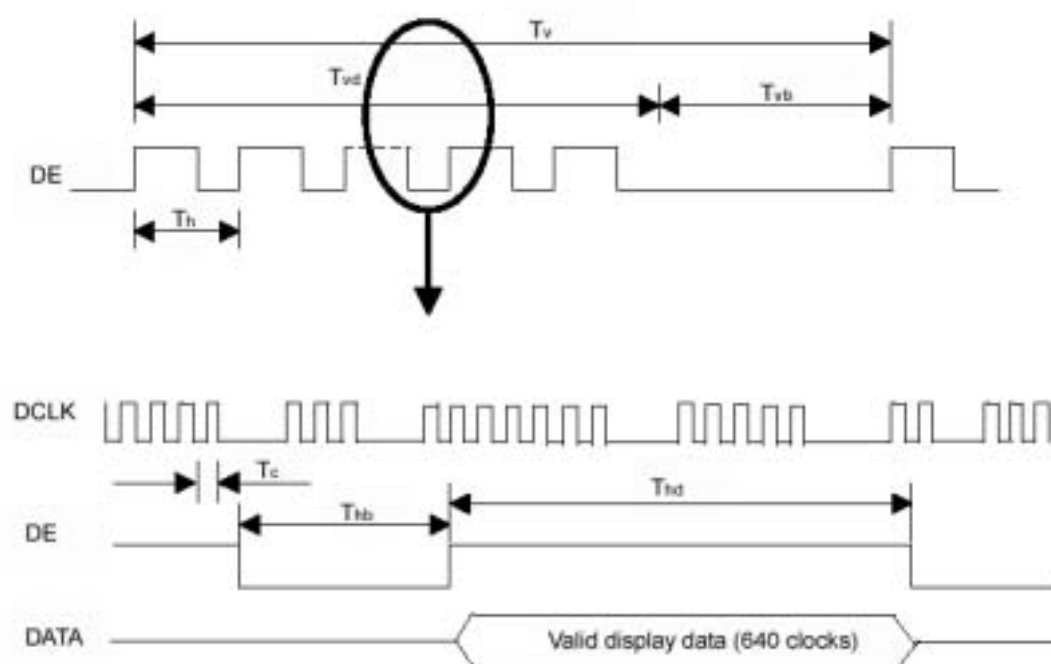 Tv
Tvd
Tvb
DE
Th
DCLK
Tc
Thd
Thb
DE
DATA
Valid display data (640 clocks)